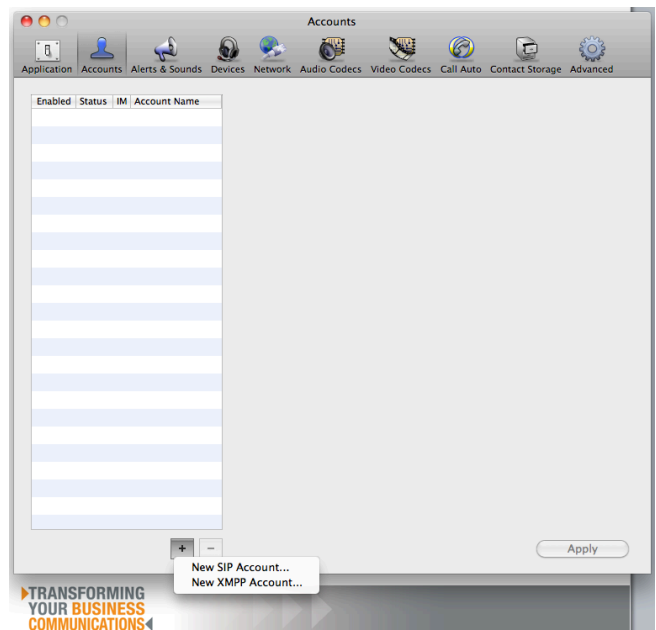 Accounts
Application Accounts Alerts & Sounds Devices Network Audio Codecs Video Codecs Call Auto Contact Storage Advanced
Enabled Status IM Account Name
+ −
Apply
New SIP Account...
New XMPP Account...
TRANSFORMING
YOUR BUSINESS
COMMUNICATIONS